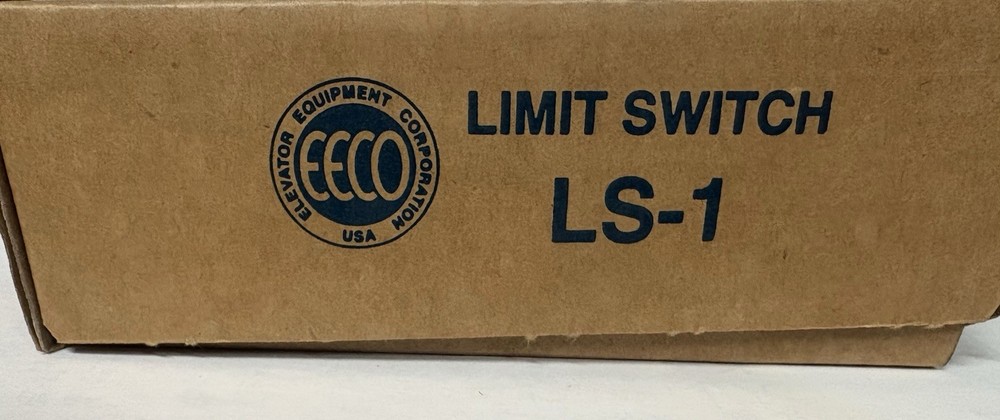 ELEVATOR EQUIPMENT CORPORATION
EECO
USA
LIMIT SWITCH
LS-1